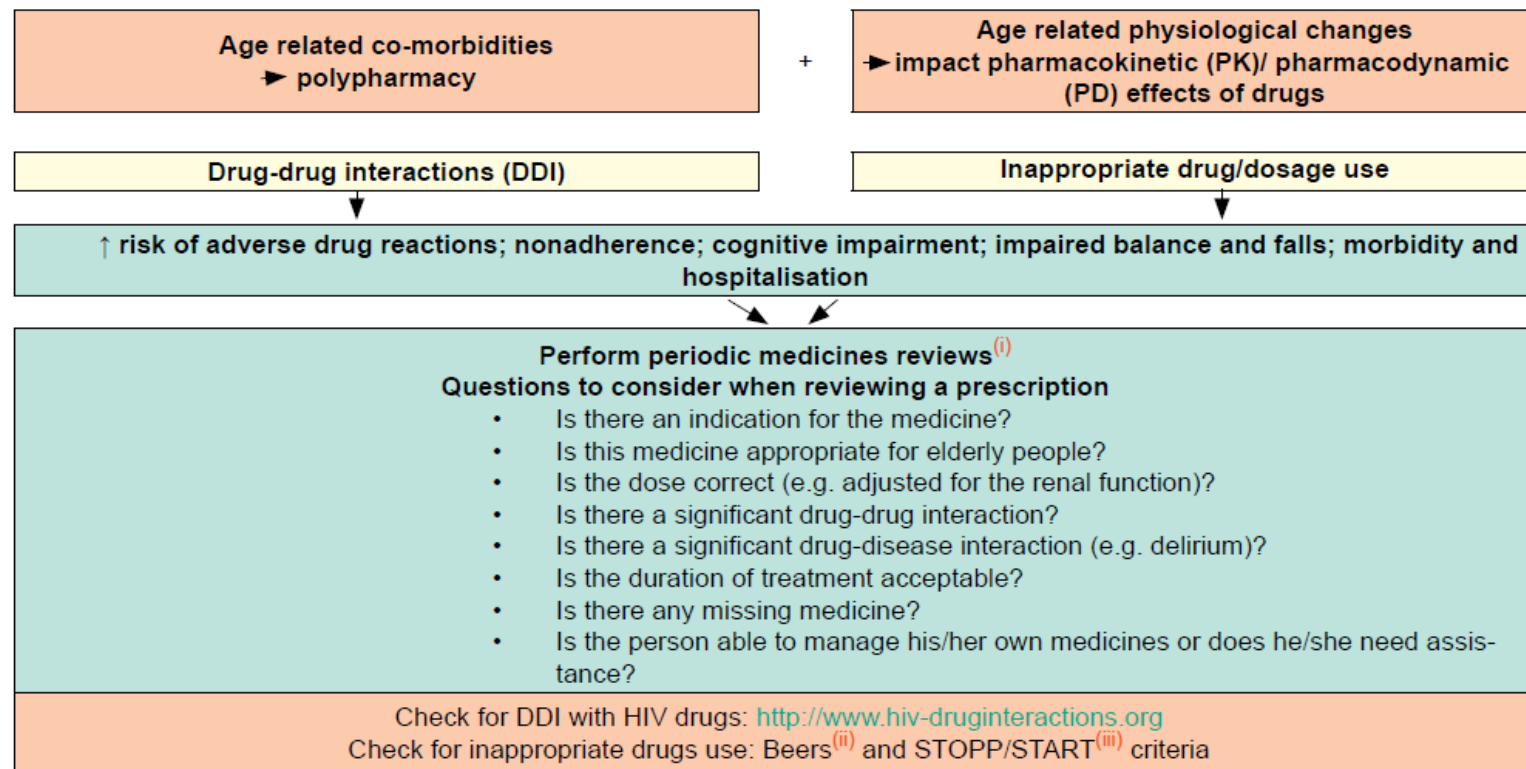 Age related co-morbidities
➛ polypharmacy
+
Age related physiological changes
➛ impact pharmacokinetic (PK)/ pharmacodynamic
(PD) effects of drugs
Drug-drug interactions (DDI)
Inappropriate drug/dosage use
↑ risk of adverse drug reactions; nonadherence; cognitive impairment; impaired balance and falls; morbidity and
hospitalisation
Perform periodic medicines reviews(i)
Questions to consider when reviewing a prescription
• Is there an indication for the medicine?
• Is this medicine appropriate for elderly people?
• Is the dose correct (e.g. adjusted for the renal function)?
• Is there a significant drug-drug interaction?
• Is there a significant drug-disease interaction (e.g. delirium)?
• Is the duration of treatment acceptable?
• Is there any missing medicine?
• Is the person able to manage his/her own medicines or does he/she need assis-
tance?
Check for DDI with HIV drugs: http://www.hiv-druginteractions.org
Check for inappropriate drugs use: Beers(ii) and STOPP/START(iii) criteria